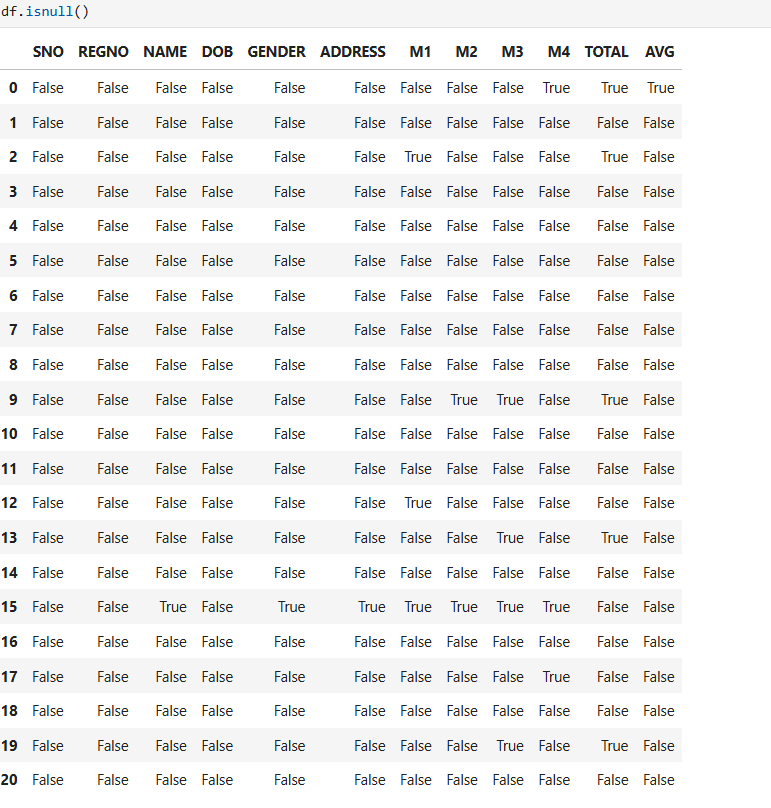 df.isnull()
SNO REGNO NAME DOB GENDER ADDRESS M1 M2 M3 M4 TOTAL AVG
0 False False False False False False False False False True True True
1 False False False False False False False False False False False False
2 False False False False False False True False False False True False
3 False False False False False False False False False False False False
4 False False False False False False False False False False False False
5 False False False False False False False False False False False False
6 False False False False False False False False False False False False
7 False False False False False False False False False False False False
8 False False False False False False False False False False False False
9 False False False False False False False True True False True False
10 False False False False False False False False False False False False
11 False False False False False False False False False False False False
12 False False False False False False True False False False False False
13 False False False False False False False False True False True False
14 False False False False False False False False False False False False
15 False False True False True True True True True True False False
16 False False False False False False False False False False False False
17 False False False False False False False False False True False False
18 False False False False False False False False False False False False
19 False False False False False False False False True False True False
20 False False False False False False False False False False False False